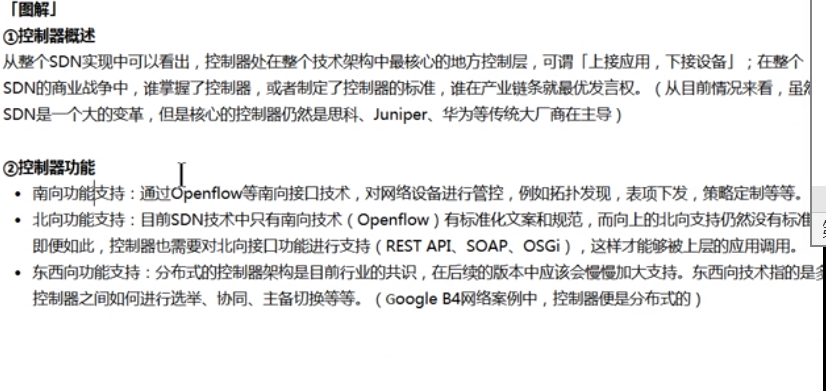 「图解」
①控制器概述
从整个SDN实现中可以看出，控制器处在整个技术架构中最核心的地方控制层，可谓「上接应用，下接设备」；在整个
SDN的商业战争中，谁掌握了控制器，或者制定了控制器的标准，谁在产业链条就最优发言权。（从目前情况来看，虽然
SDN是一个大的变革，但是核心的控制器仍然是思科、Juniper、华为等传统大厂商在主导）
②控制器功能
• 南向功能支持：通过Openflow等南向接口技术，对网络设备进行管控，例如拓扑发现，表项下发，策略定制等等。
• 北向功能支持：目前SDN技术中只有南向技术（Openflow）有标准化文案和规范，而向上的北向支持仍然没有标准
即便如此，控制器也需要对北向接口功能进行支持（REST API、SOAP、OSGi），这样才能够被上层的应用调用。
• 东西向功能支持：分布式的控制器架构是目前行业的共识，在后续的版本中应该会慢慢加大支持。东西向技术指的是多
控制器之间如何进行选举、协同、主备切换等等。（Google B4网络案例中，控制器便是分布式的）